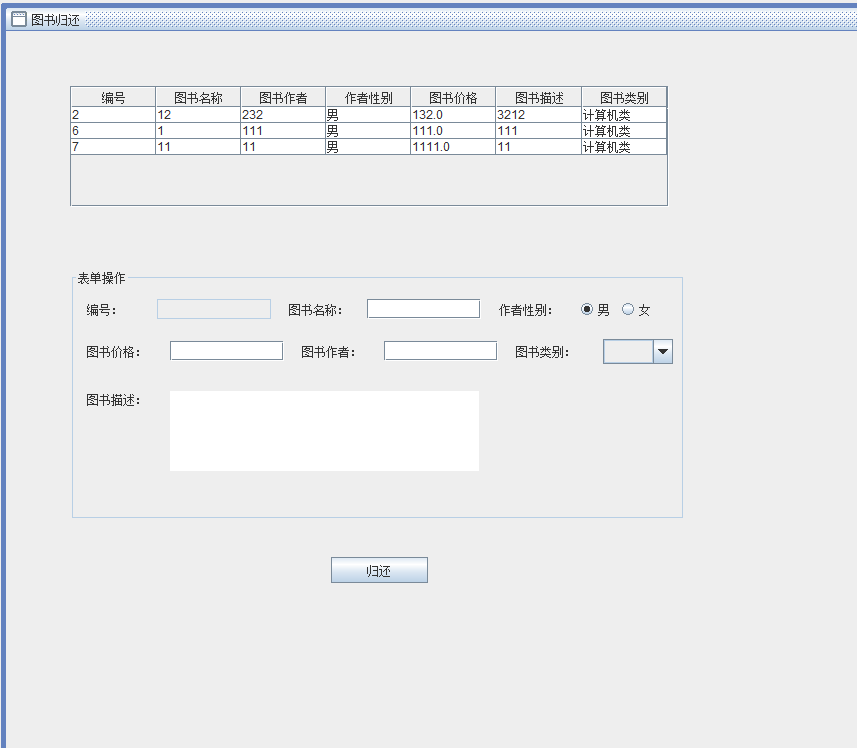 图书归还
编号 图书名称 图书作者 作者性别 图书价格 图书描述 图书类别
2 12 232 男 132.0 3212 计算机类
6 1 111 男 111.0 111 计算机类
7 11 11 男 1111.0 11 计算机类
表单操作
编号： 图书名称： 作者性别： 男 女
图书价格： 图书作者： 图书类别：
图书描述：
归还